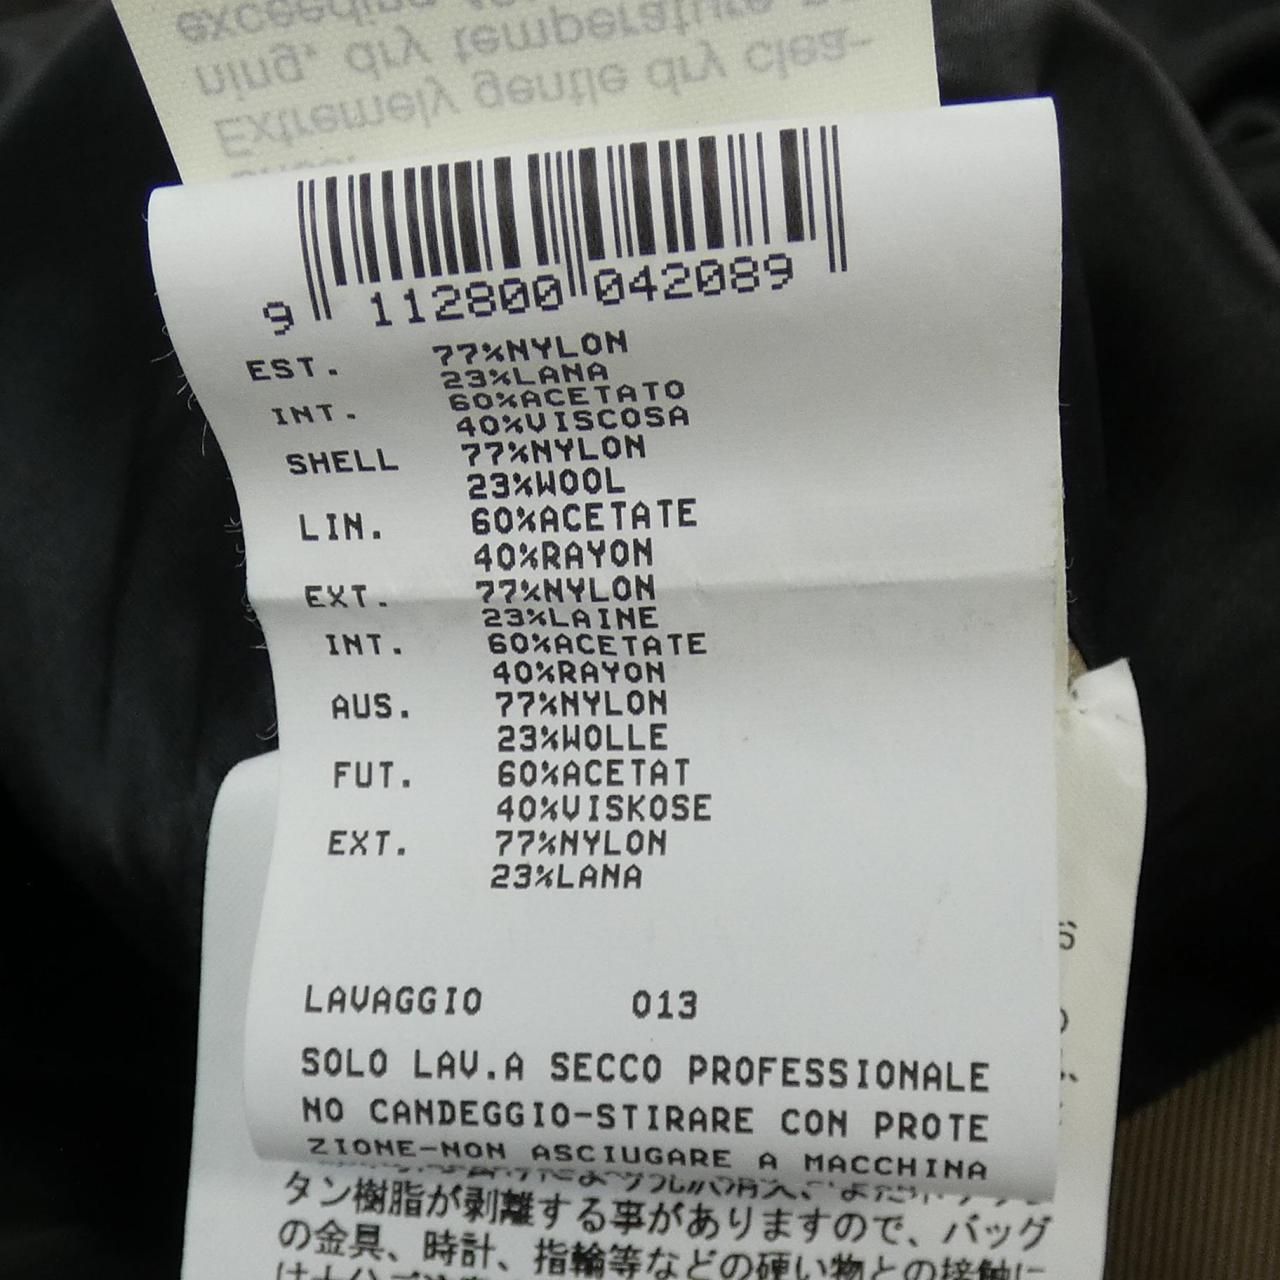 ning, dry temperature
Extremely gentle dry clea-
9 112800 042089
EST. 77%NYLON
23%LANA
INT. 60%ACETATO
40%VISCOSA
SHELL 77%NYLON
23%WOOL
LIN. 60%ACETATE
40%RAYON
EXT. 77%NYLON
23%LAINE
INT. 60%ACETATE
40%RAYON
AUS. 77%NYLON
23%WOLLE
FUT. 60%ACETAT
40%VISKOSE
EXT. 77%NYLON
23%LANA
LAVAGGIO 013
SOLO LAV.A SECCO PROFESSIONALE
NO CANDEGGIO-STIRARE CON PROTE
ZIONE-NON ASCIUGARE A MACCHINA
タン樹脂が剥離する事がありますので、バッグ
の金具、時計、指輪等などの硬い物との接触に